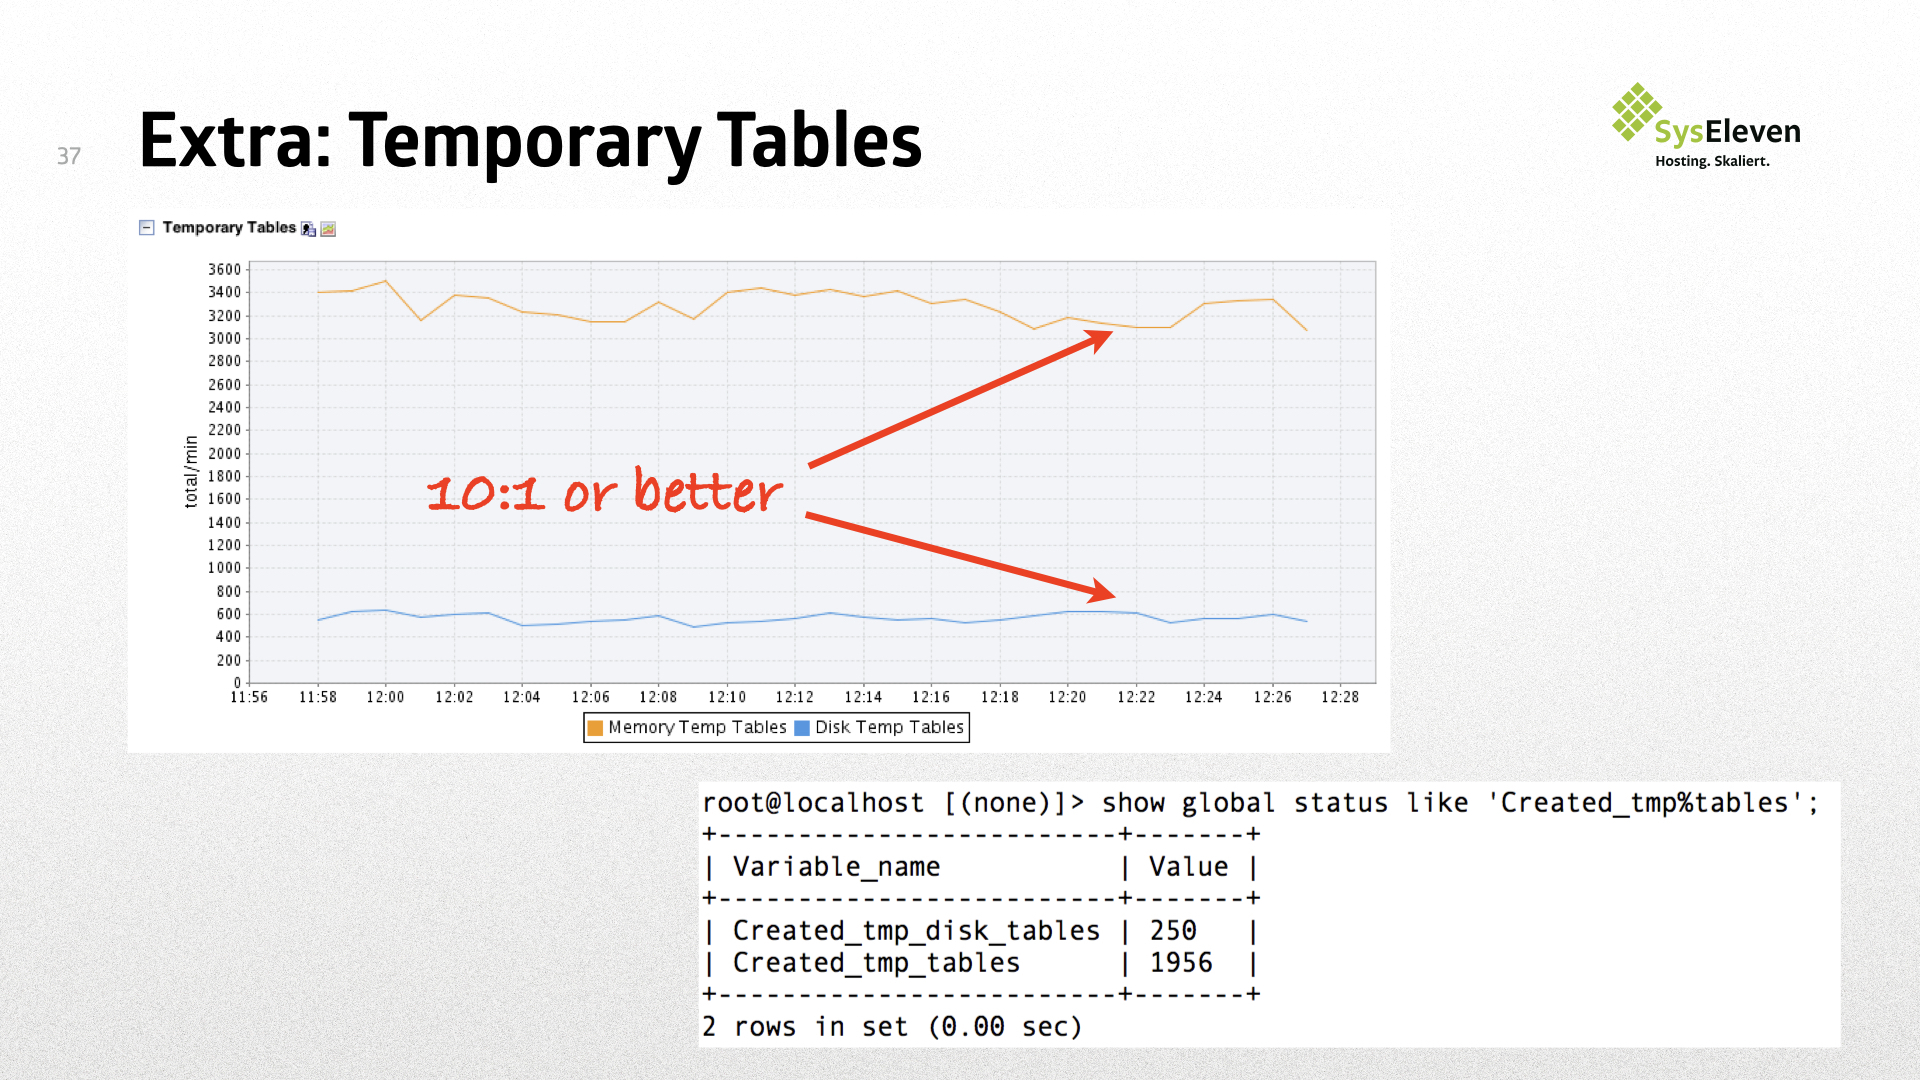 37
Extra: Temporary Tables
SysEleven
Hosting. Skaliert.
Temporary Tables
3600
3400
3200
3000
2800
2600
2400
2200
2000
1800
1600
1400
1200
1000
800
600
400
200
0
total/min
10:1 or better
11:56 11:58 12:00 12:02 12:04 12:06 12:08 12:10 12:12 12:14 12:16 12:18 12:20 12:22 12:24 12:26 12:28
Memory Temp Tables Disk Temp Tables
root@localhost [(none)]> show global status like 'Created_tmp%tables';
+-------------------------+-------+
| Variable_name           | Value |
+-------------------------+-------+
| Created_tmp_disk_tables | 250   |
| Created_tmp_tables      | 1956  |
+-------------------------+-------+
2 rows in set (0.00 sec)